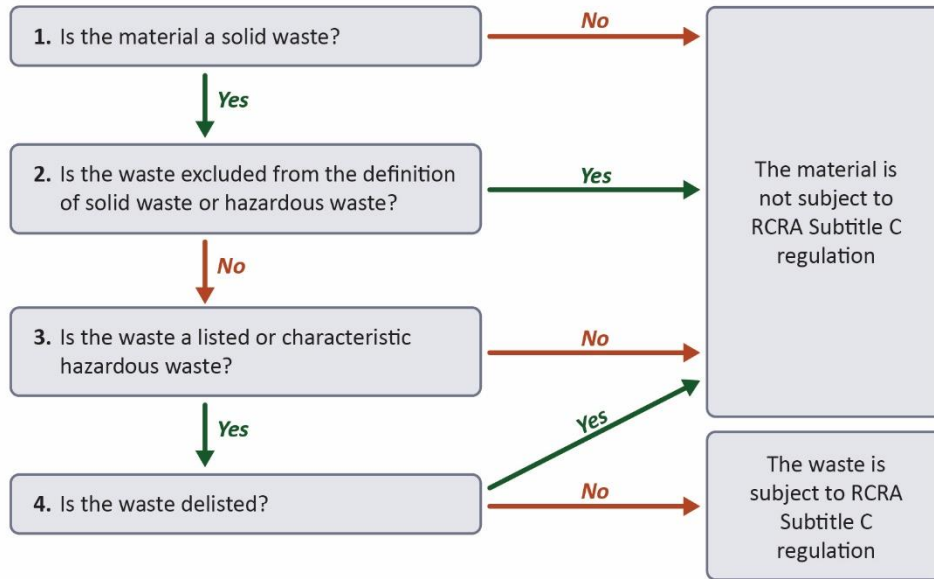 1. Is the material a solid waste?
No
Yes
2. Is the waste excluded from the definition
of solid waste or hazardous waste?
Yes
No
3. Is the waste a listed or characteristic
hazardous waste?
No
Yes
4. Is the waste delisted?
Yes
No
The material is
not subject to
RCRA Subtitle C
regulation
The waste is
subject to RCRA
Subtitle C
regulation